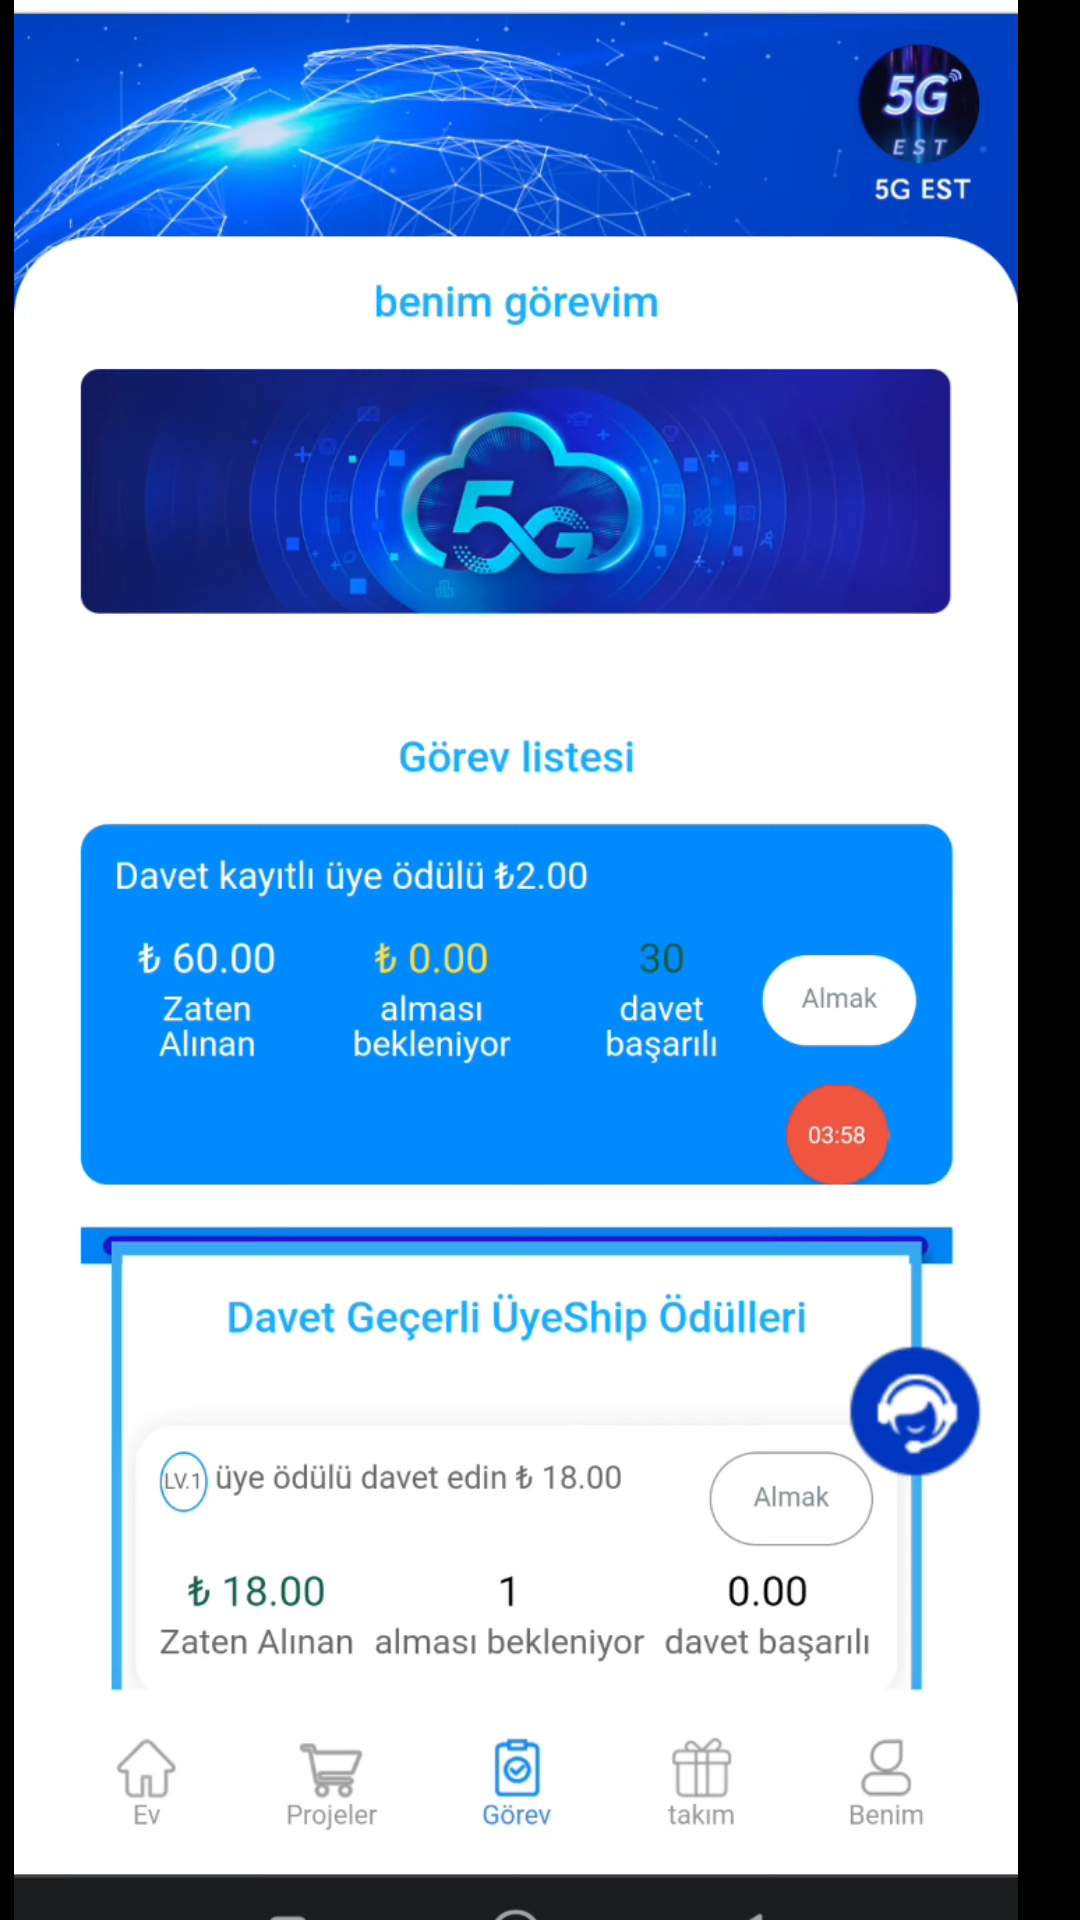 5G
EST
5G EST
benim görevim
5G
Görev listesi
Davet kayıtlı üye ödülü ₺2.00
₺ 60.00 ₺ 0.00 30
Zaten Alınan alması bekleniyor davet başarılı
Almak
03:58
Davet Geçerli ÜyeShip Ödülleri
LV.1 üye ödülü davet edin ₺ 18.00
Almak
₺ 18.00 1 0.00
Zaten Alınan alması bekleniyor davet başarılı
Ev Projeler Görev takım Benim